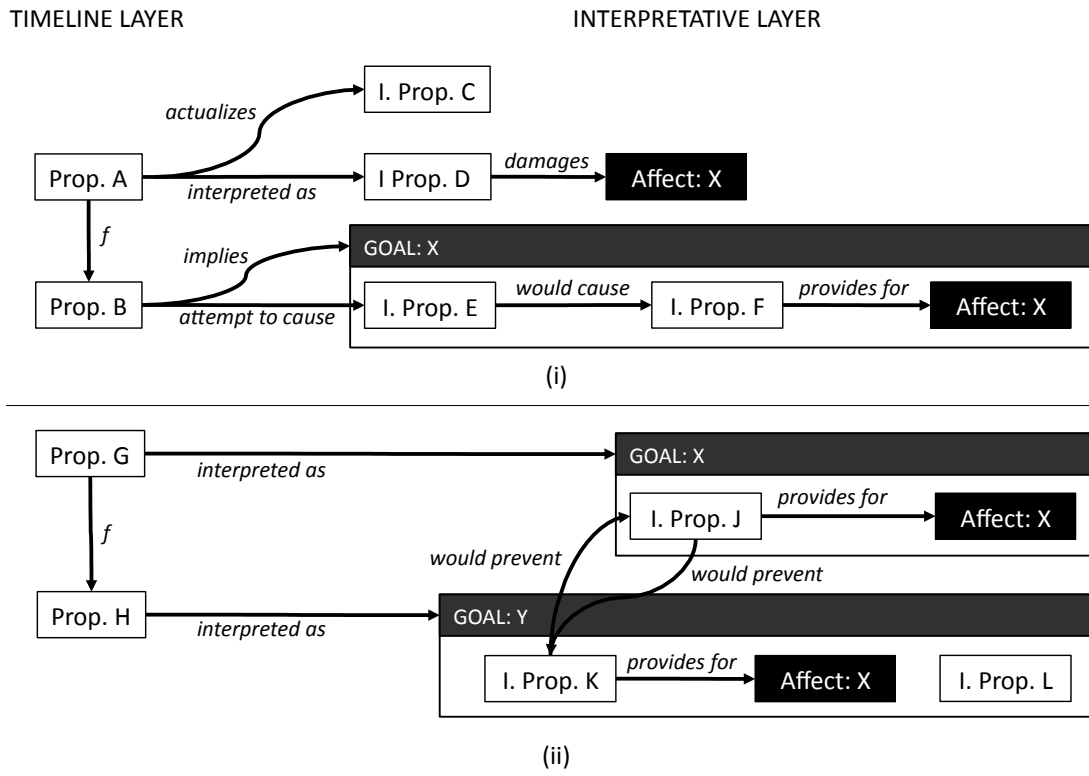 TIMELINE LAYER
INTERPRETATIVE LAYER
I. Prop. C
actualizes
Prop. A
interpreted as
I Prop. D
damages
Affect: X
f
implies
GOAL: X
Prop. B
attempt to cause
I. Prop. E
would cause
I. Prop. F
provides for
Affect: X
(i)
Prop. G
interpreted as
GOAL: X
f
I. Prop. J
provides for
Affect: X
would prevent
would prevent
Prop. H
interpreted as
GOAL: Y
I. Prop. K
provides for
Affect: X
I. Prop. L
(ii)